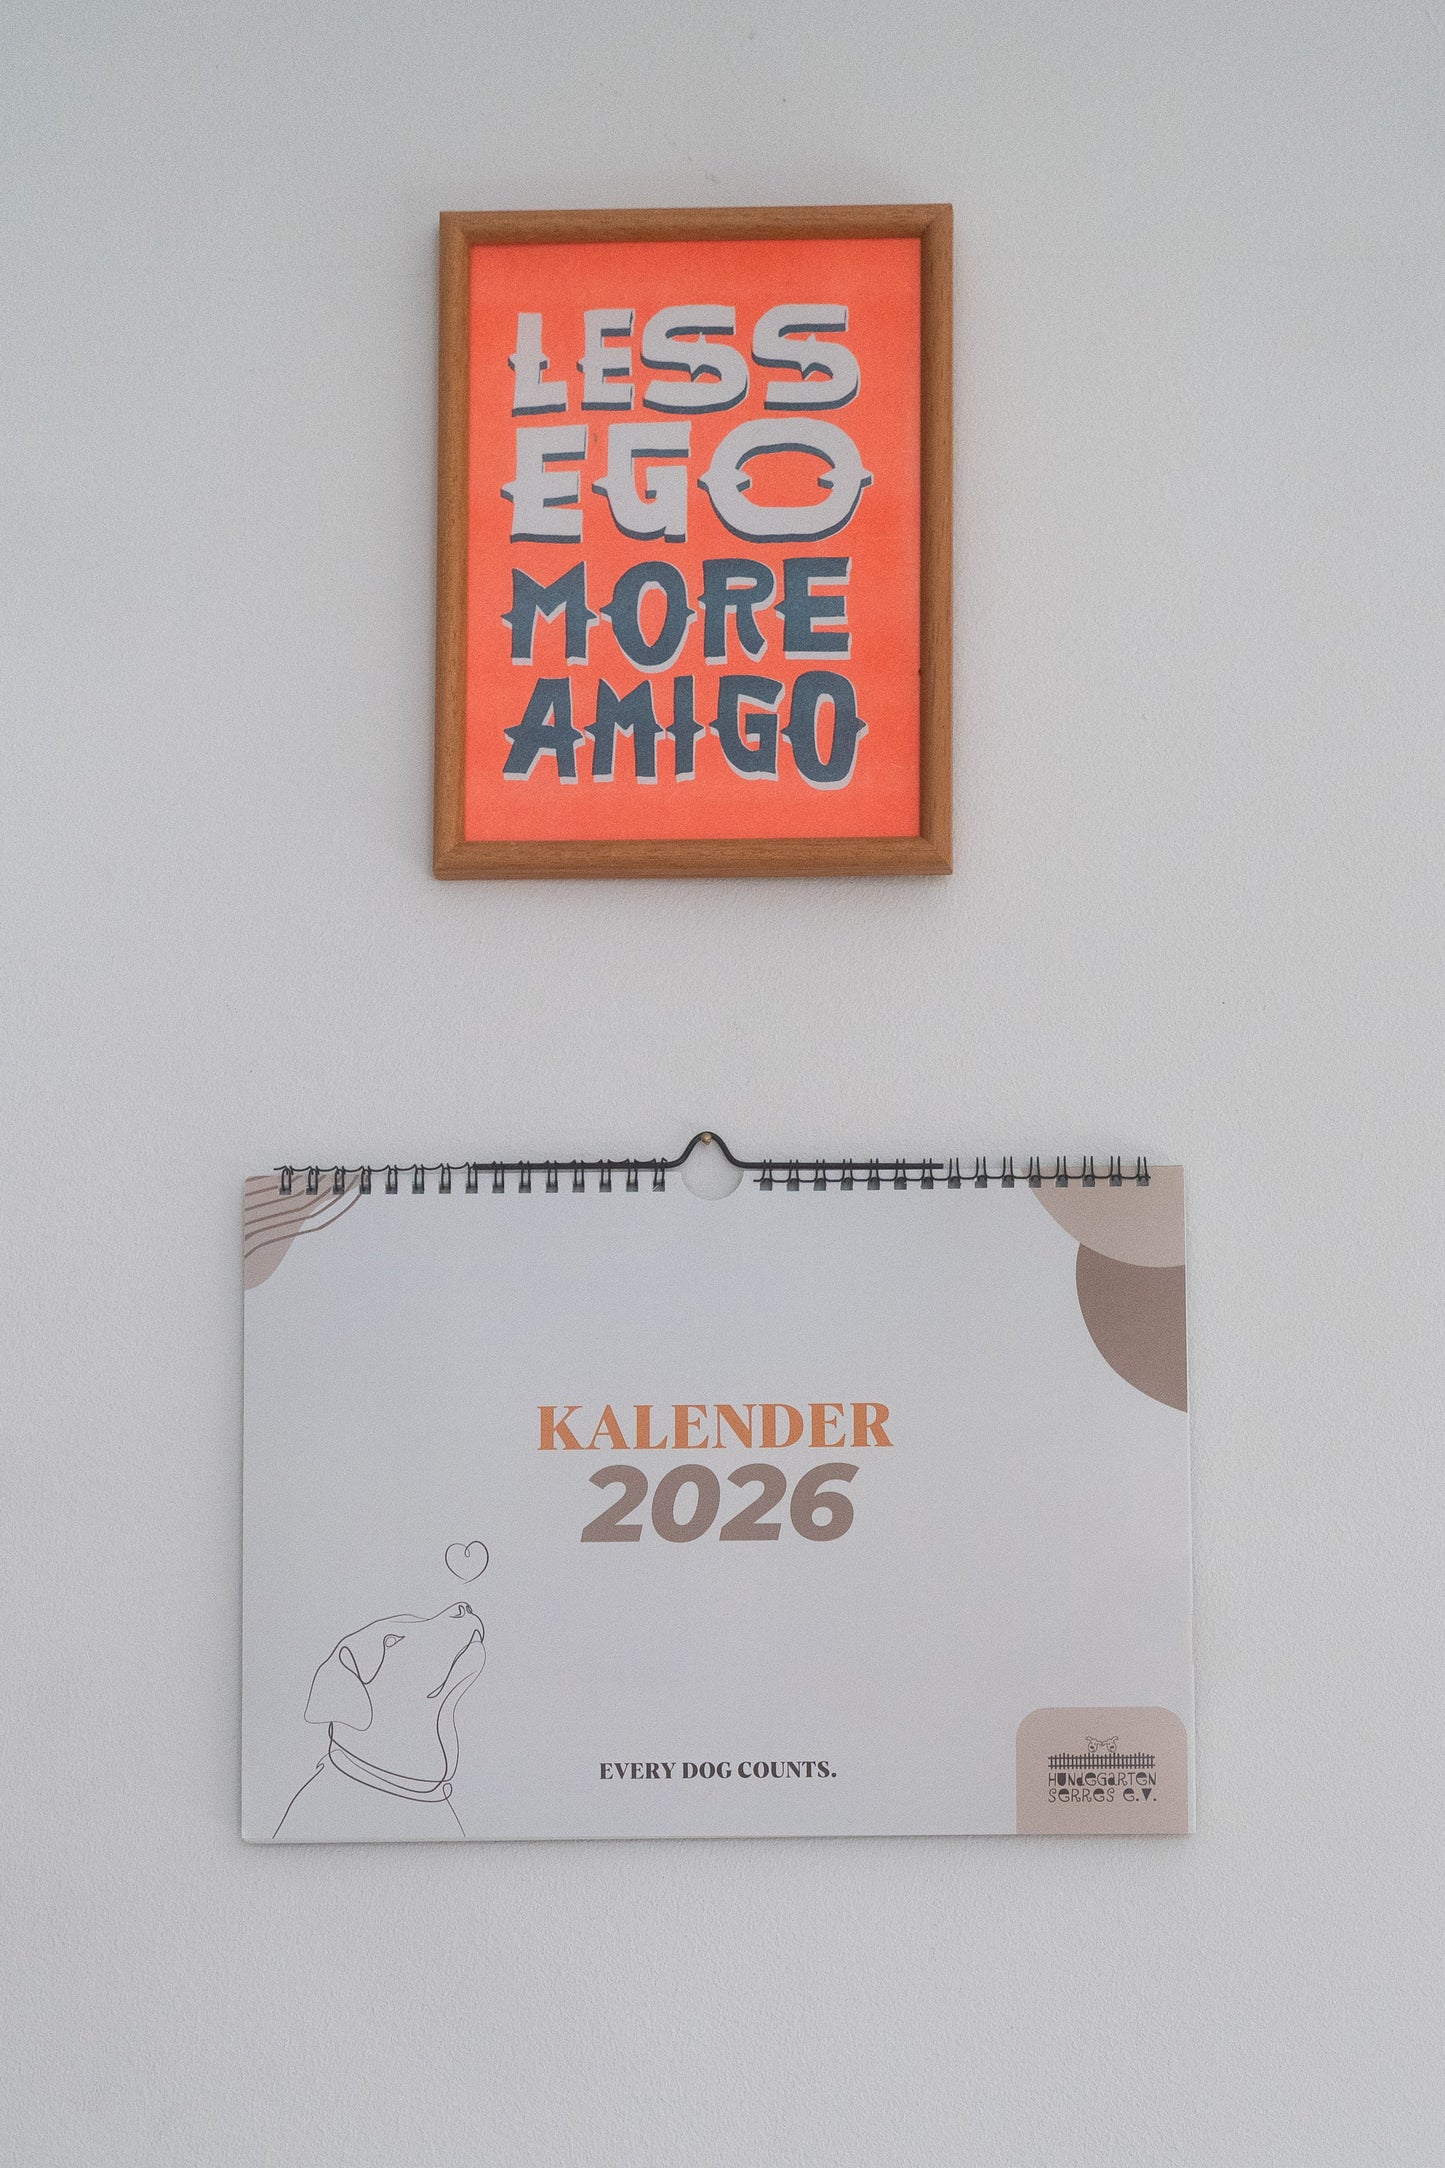 LESS
EGO
MORE
AMIGO
KALENDER
2026
EVERY DOG COUNTS.
HUNDEGARTEN
SERRES e.V.